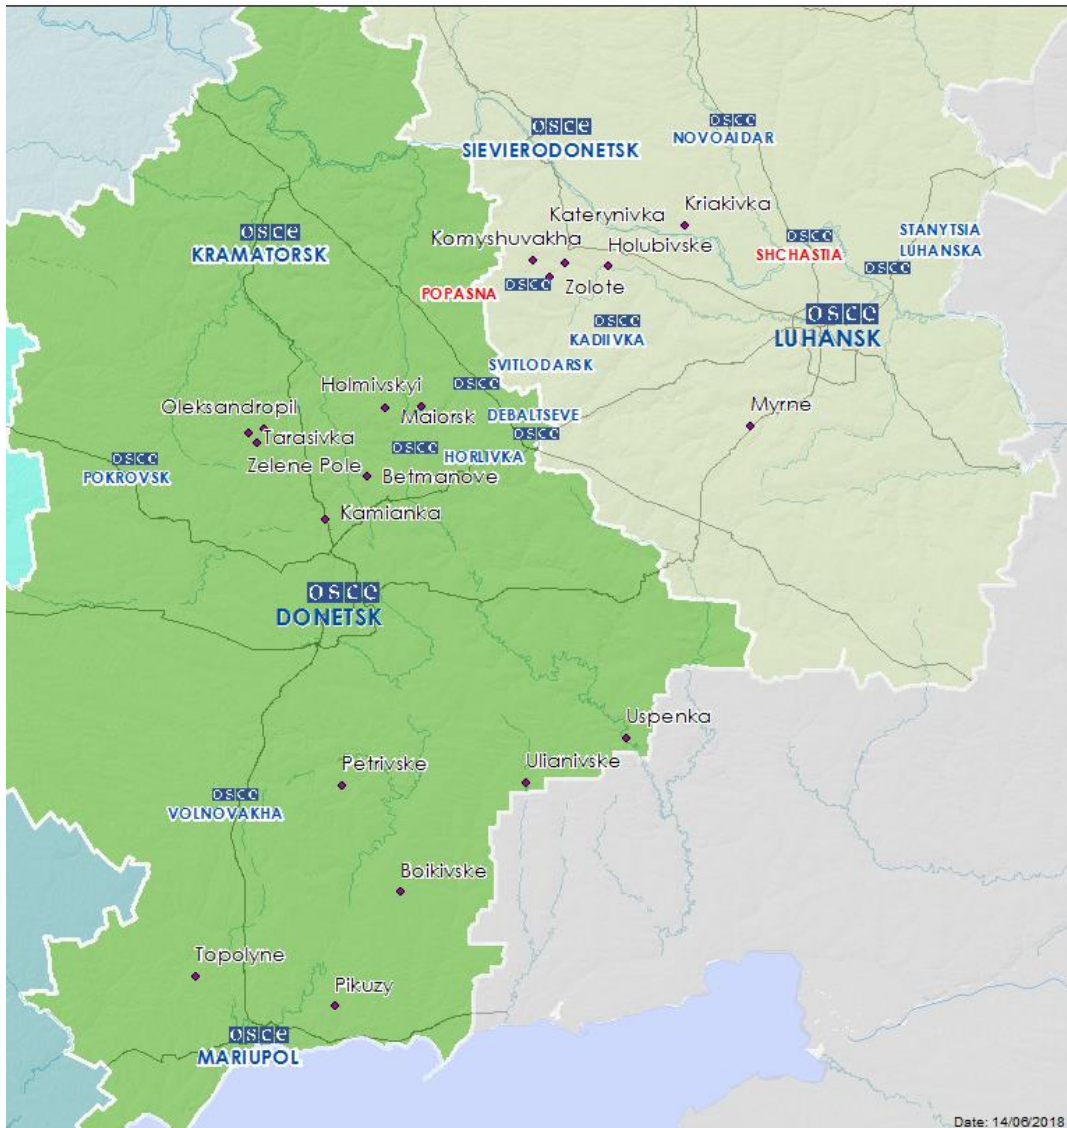 osce
SIEVIERODONETSK
osce
NOVOAIDAR
Kriakivka
Katerynivka
osce
KRAMATORSK
Komyshuvakha
Holubivske
osce
SHCHASTIA
STANYTSIA
LUHANSKA
osce
POPASNA
osce
Zolote
osce
KADIIVKA
osce
LUHANSK
SVITLODARSK
osce
Holmivskyi
Maiorsk
DEBALTSEVE
osce
Myrne
Oleksandropil
Tarasivka
osce
HORLIVKA
osce
POKROVSK
Zelene Pole
Betmanove
Kamianka
osce
DONETSK
Uspenka
Petrivske
Ulianivske
osce
VOLNOVAKHA
Boikivske
Topolyne
Pikuzy
osce
MARIUPOL
Date: 14/06/2018